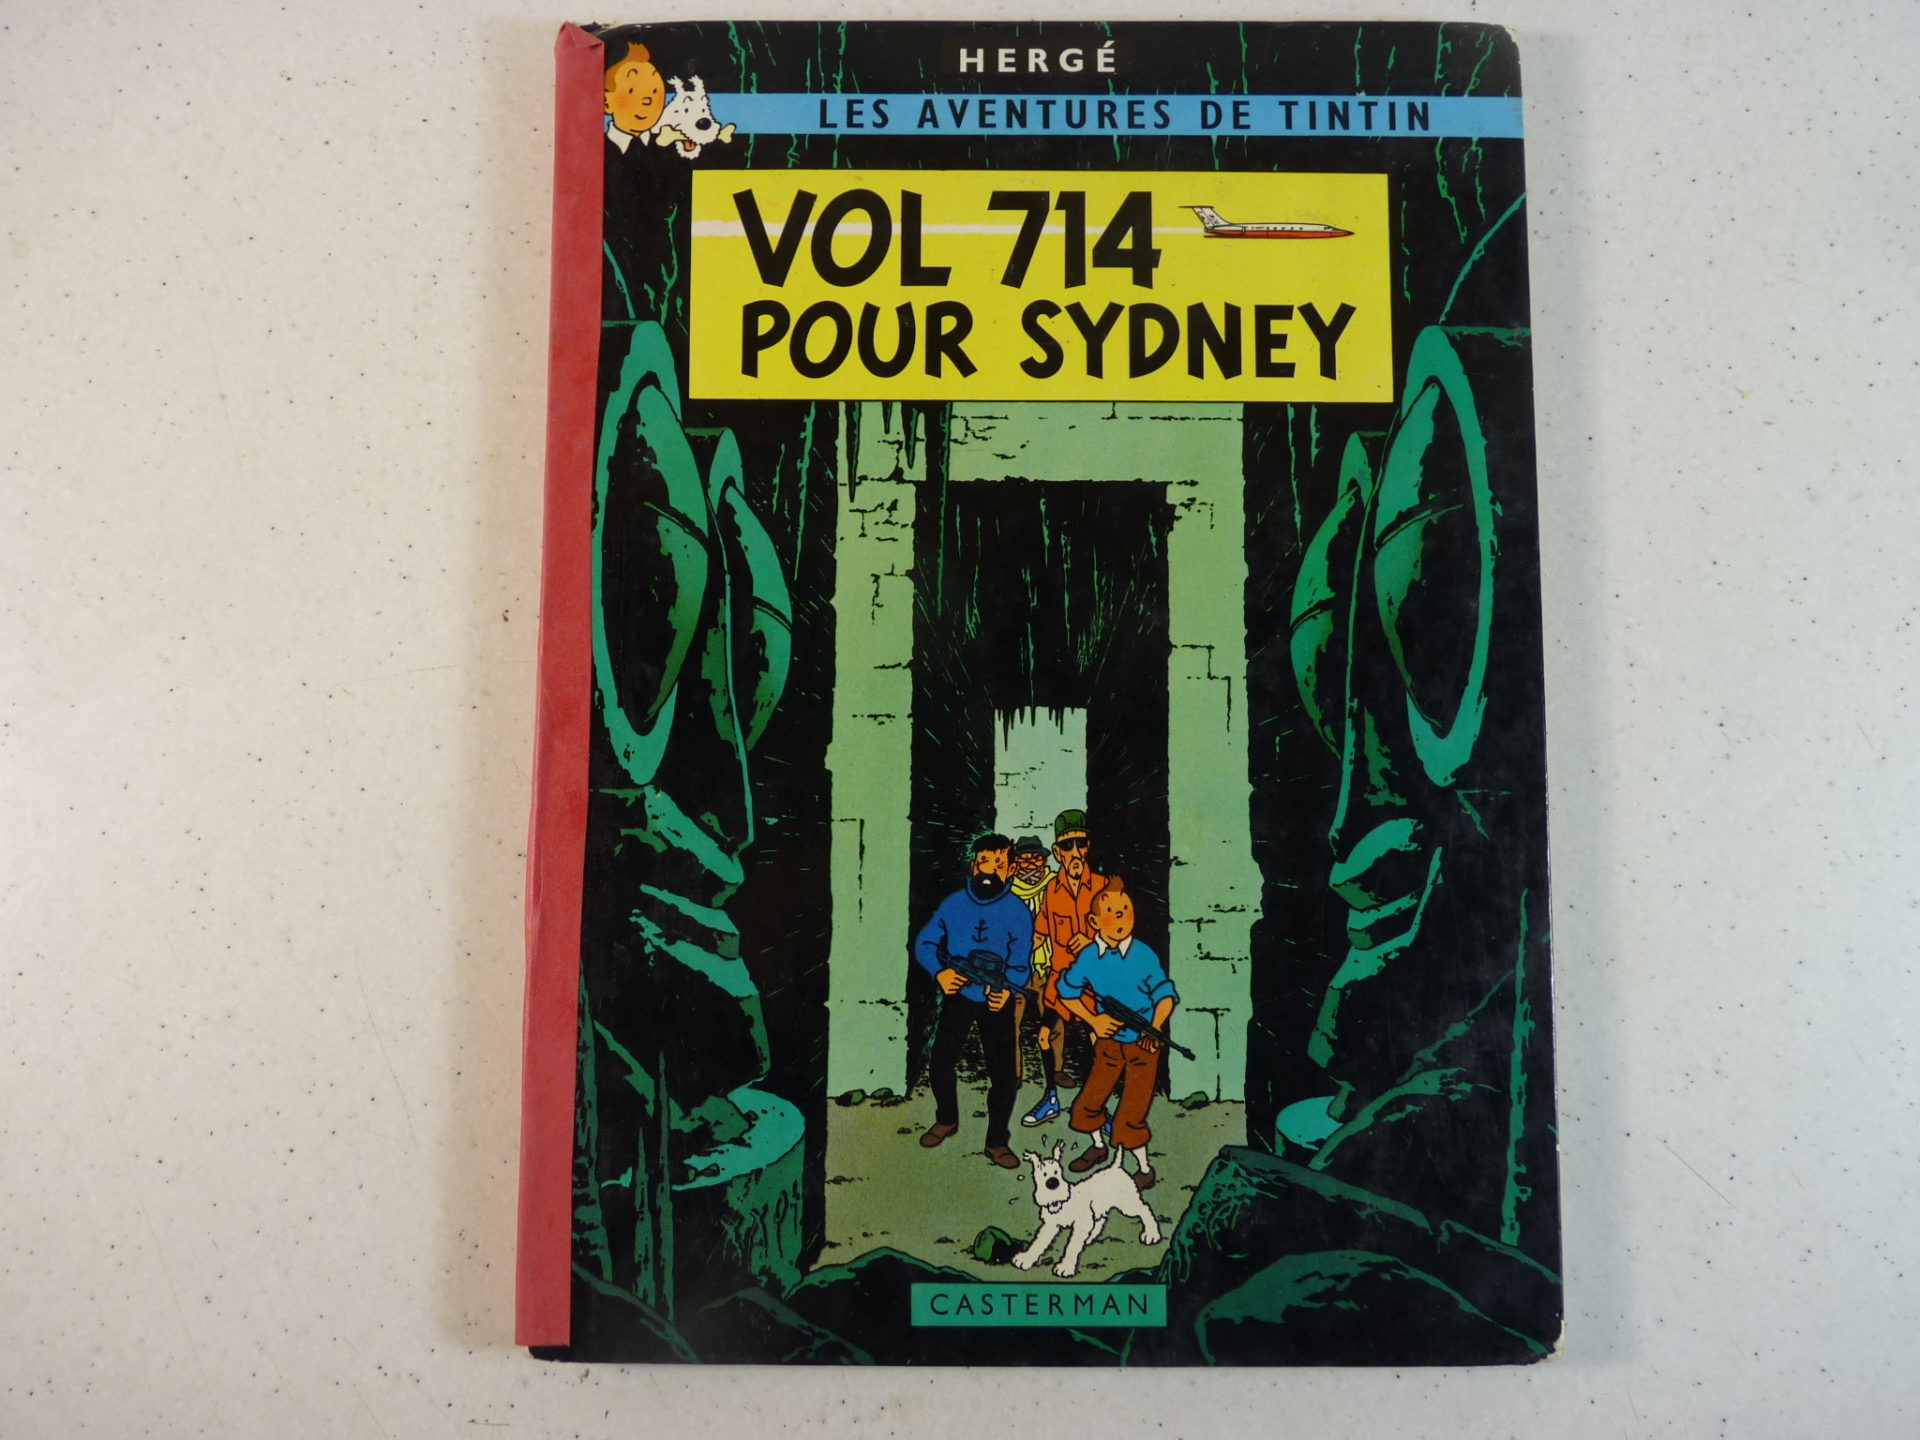 HERGÉ
LES AVENTURES DE TINTIN
VOL 714
POUR SYDNEY
CASTERMAN